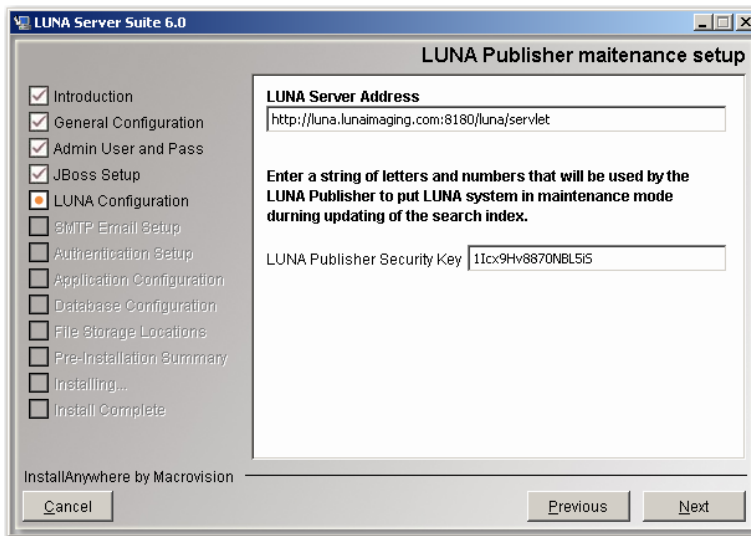 LUNA Server Suite 6.0
LUNA Publisher maitenance setup
Introduction
General Configuration
Admin User and Pass
JBoss Setup
LUNA Configuration
SMTP Email Setup
Authentication Setup
Application Configuration
Database Configuration
File Storage Locations
Pre-Installation Summary
Installing...
Install Complete
LUNA Server Address
http://luna.lunaimaging.com:8180/luna/servlet
Enter a string of letters and numbers that will be used by the
LUNA Publisher to put LUNA system in maintenance mode
durning updating of the search index.
LUNA Publisher Security Key 1Icx9Hv8870NBL5iS
InstallAnywhere by Macrovision
Cancel
Previous
Next